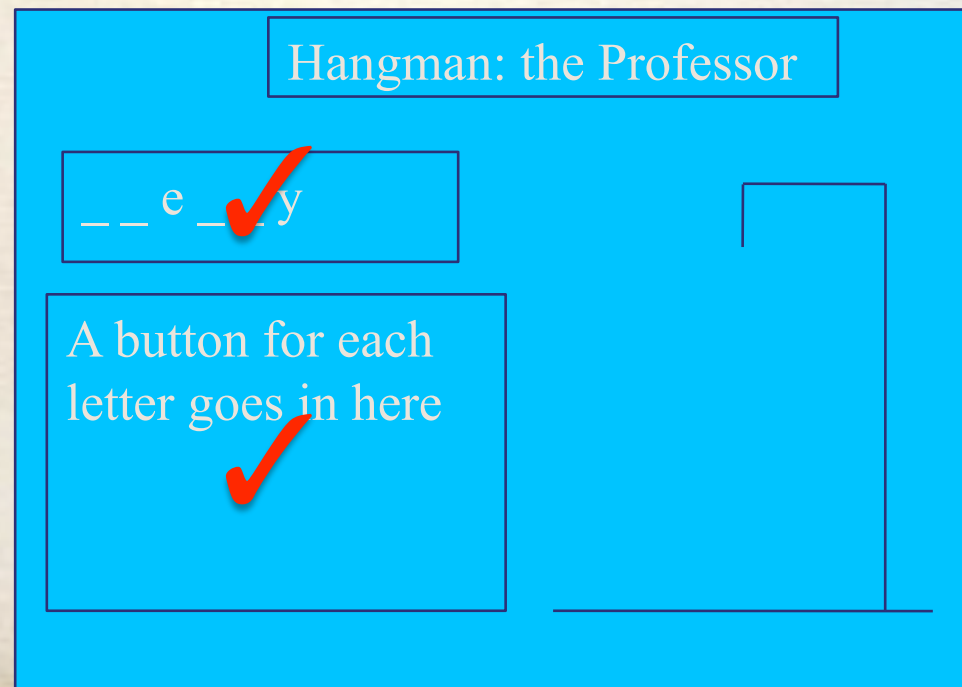 Hangman: the Professor
_ _ e _ _ y
A button for each
letter goes in here